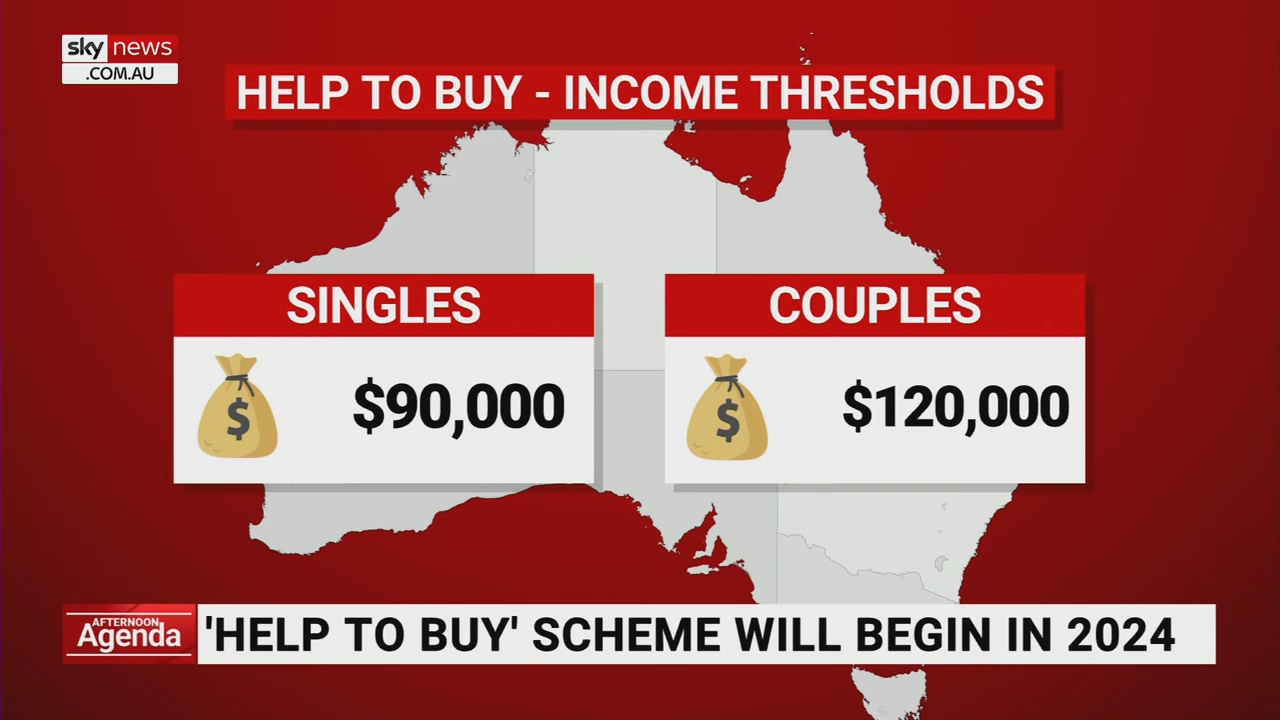 sky news
.COM.AU
HELP TO BUY - INCOME THRESHOLDS
SINGLES
$
$90,000
COUPLES
$
$120,000
AFTERNOON
Agenda
'HELP TO BUY' SCHEME WILL BEGIN IN 2024